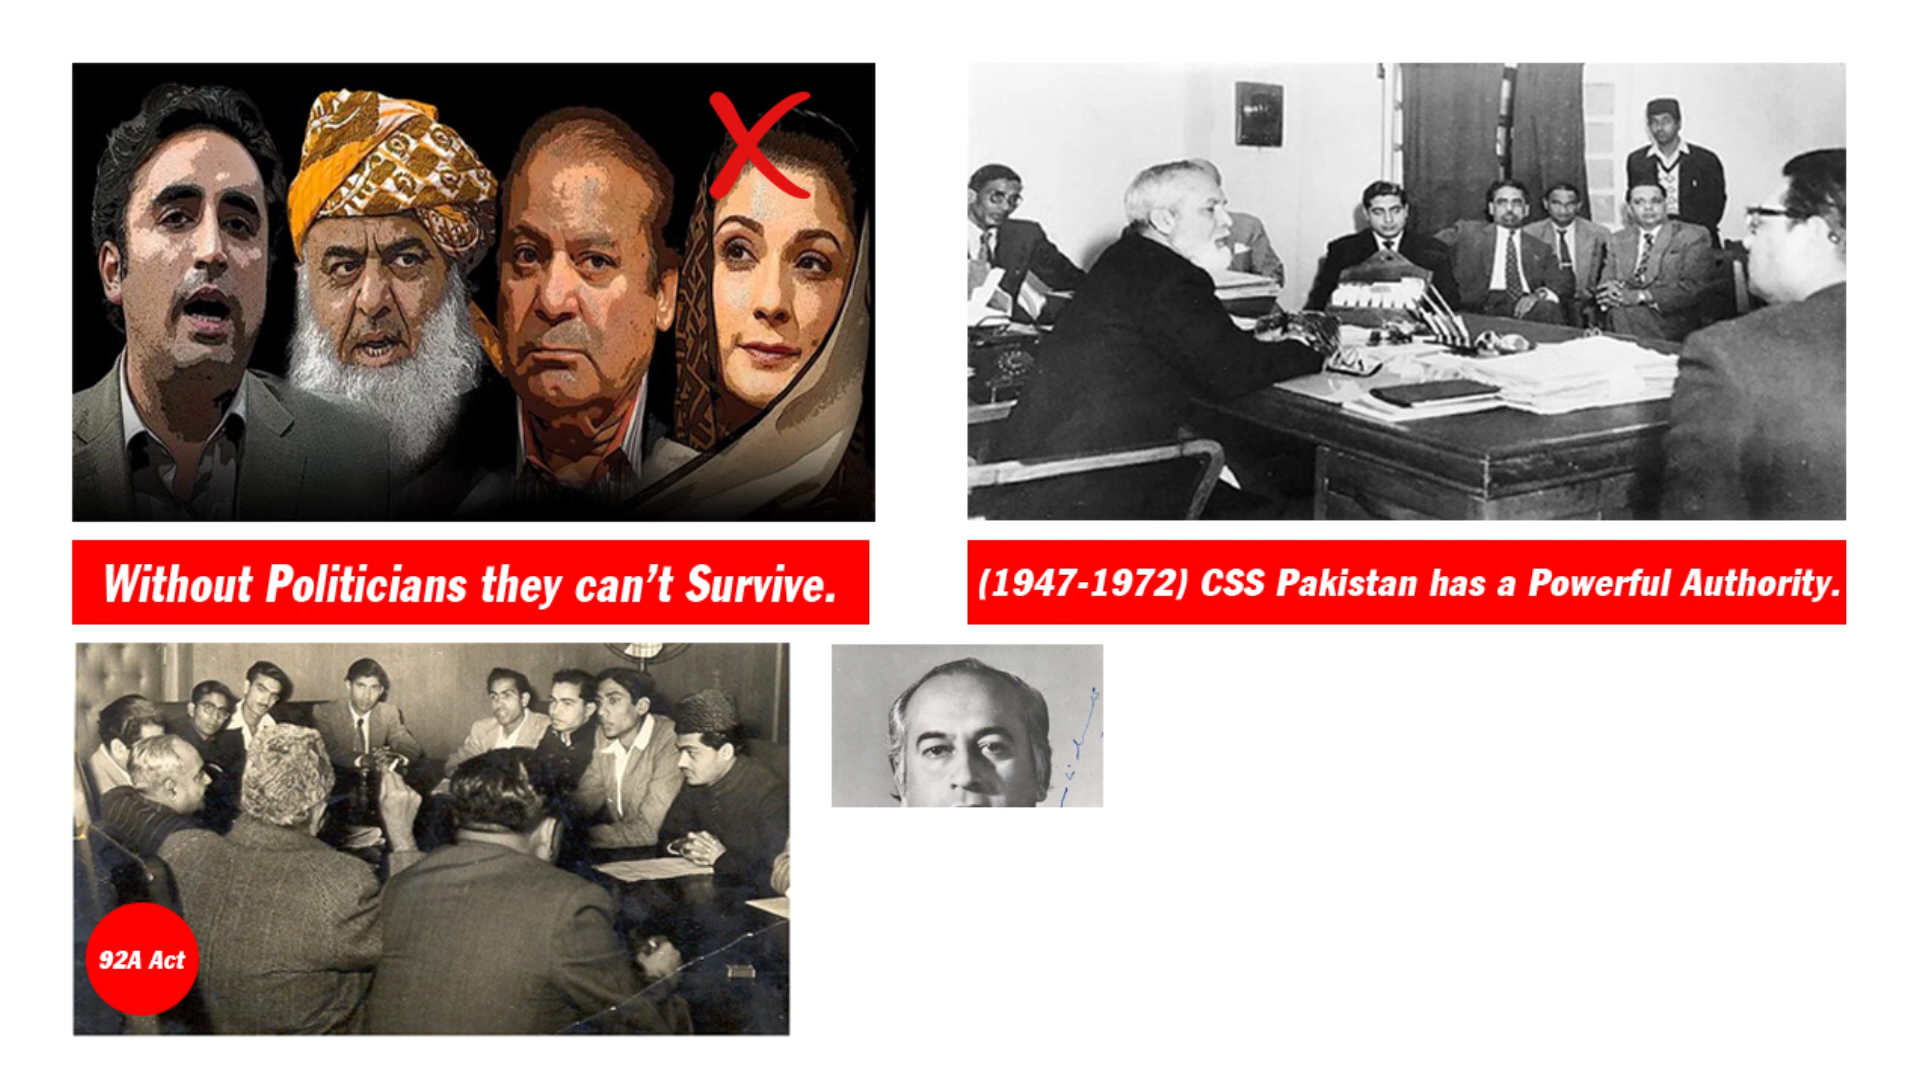 Without Politicians they can't Survive.
(1947-1972) CSS Pakistan has a Powerful Authority.
92A Act